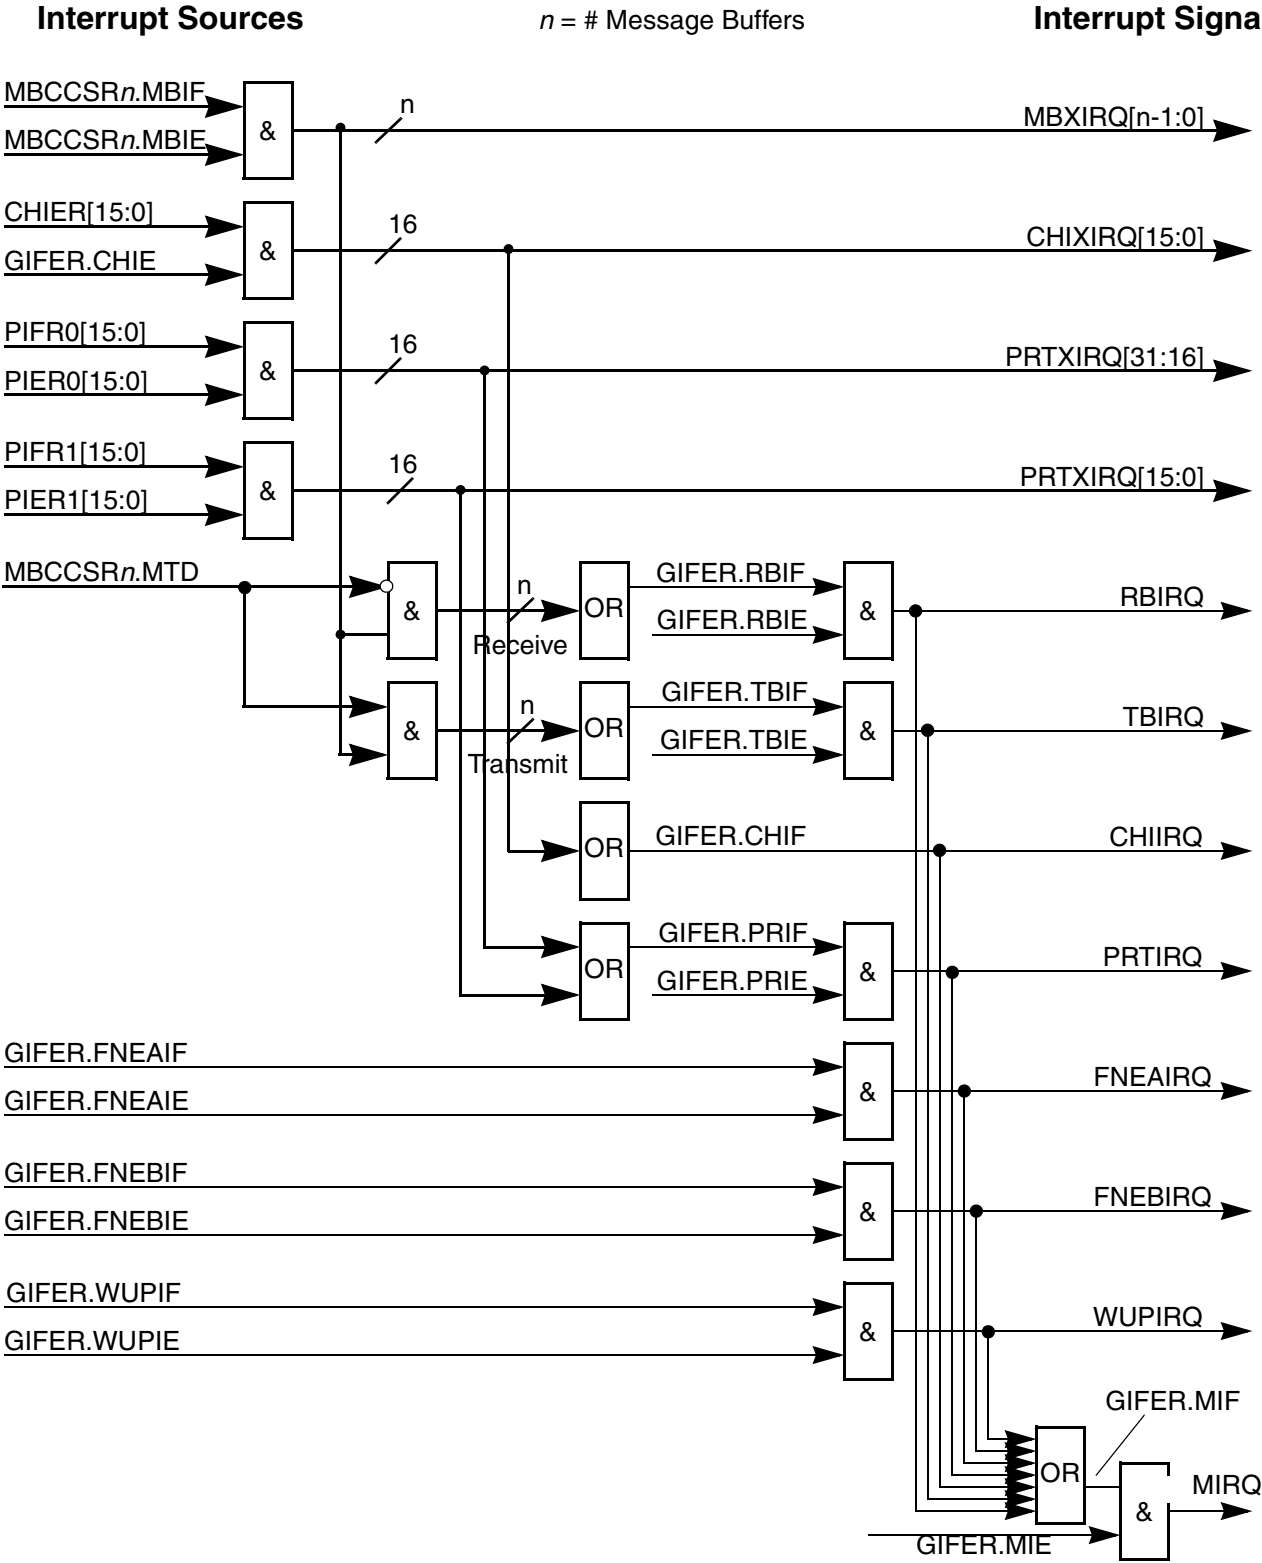 Interrupt Sources
n = # Message Buffers
Interrupt Signa
MBCCSRn.MBIF
MBCCSRn.MBIE
&
n
MBXIRQ[n-1:0]
CHIER[15:0]
GIFER.CHIE
&
16
CHIXIRQ[15:0]
PIFR0[15:0]
PIER0[15:0]
&
16
PRTXIRQ[31:16]
PIFR1[15:0]
PIER1[15:0]
&
16
PRTXIRQ[15:0]
MBCCSRn.MTD
&
n
Receive
OR
GIFER.RBIF
GIFER.RBIE
&
RBIRQ
&
n
Transmit
OR
GIFER.TBIF
GIFER.TBIE
&
TBIRQ
OR
GIFER.CHIF
CHIIRQ
OR
GIFER.PRIF
GIFER.PRIE
&
PRTIRQ
GIFER.FNEAIF
GIFER.FNEAIE
&
FNEAIRQ
GIFER.FNEBIF
GIFER.FNEBIE
&
FNEBIRQ
GIFER.WUPIF
GIFER.WUPIE
&
WUPIRQ
GIFER.MIF
OR
MIRQ
&
GIFER.MIE